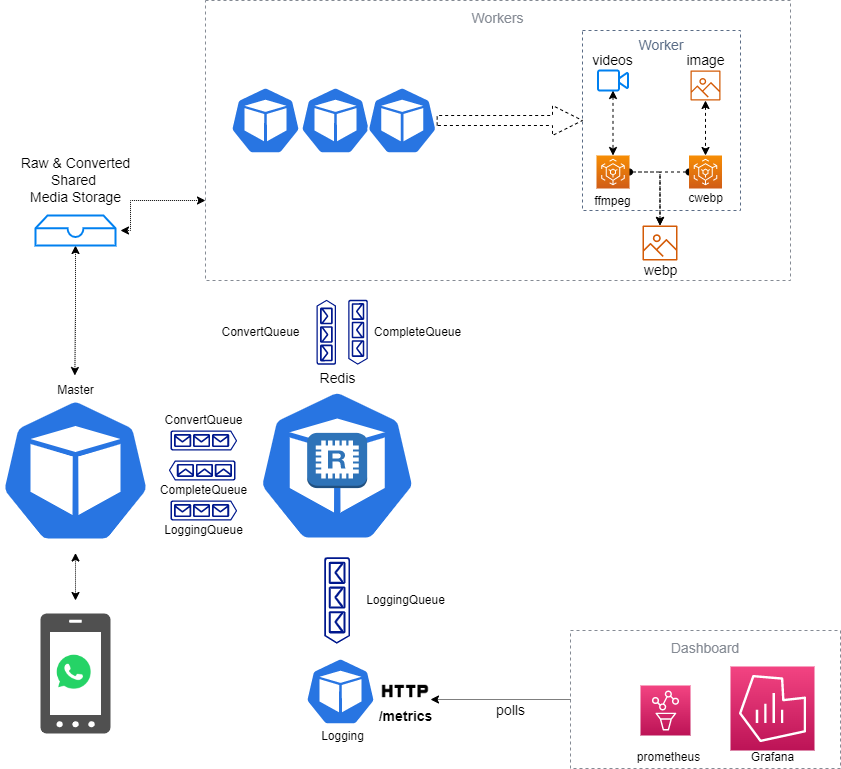 Workers
Worker
videos
image
ffmpeg
cwebp
webp
Raw & Converted
Shared
Media Storage
ConvertQueue
CompleteQueue
Redis
Master
ConvertQueue
CompleteQueue
LoggingQueue
R
LoggingQueue
HTTP
/metrics
Logging
polls
Dashboard
prometheus
Grafana